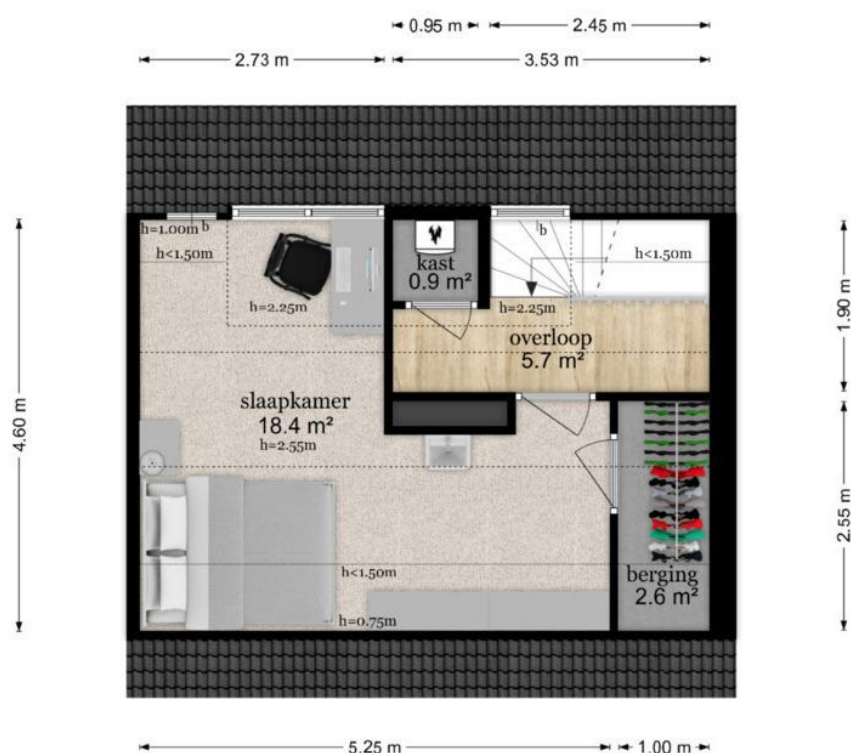 0.95 m
2.45 m
2.73 m
3.53 m
h=1.00m
b
b
h<1.50m
h<1.50m
kast
0.9 m²
h=2.25m
h=2.25m
1.90 m
overloop
5.7 m²
slaapkamer
18.4 m²
h=2.55m
4.60 m
2.55 m
h<1.50m
berging
2.6 m²
h=0.75m
5.25 m
1.00 m